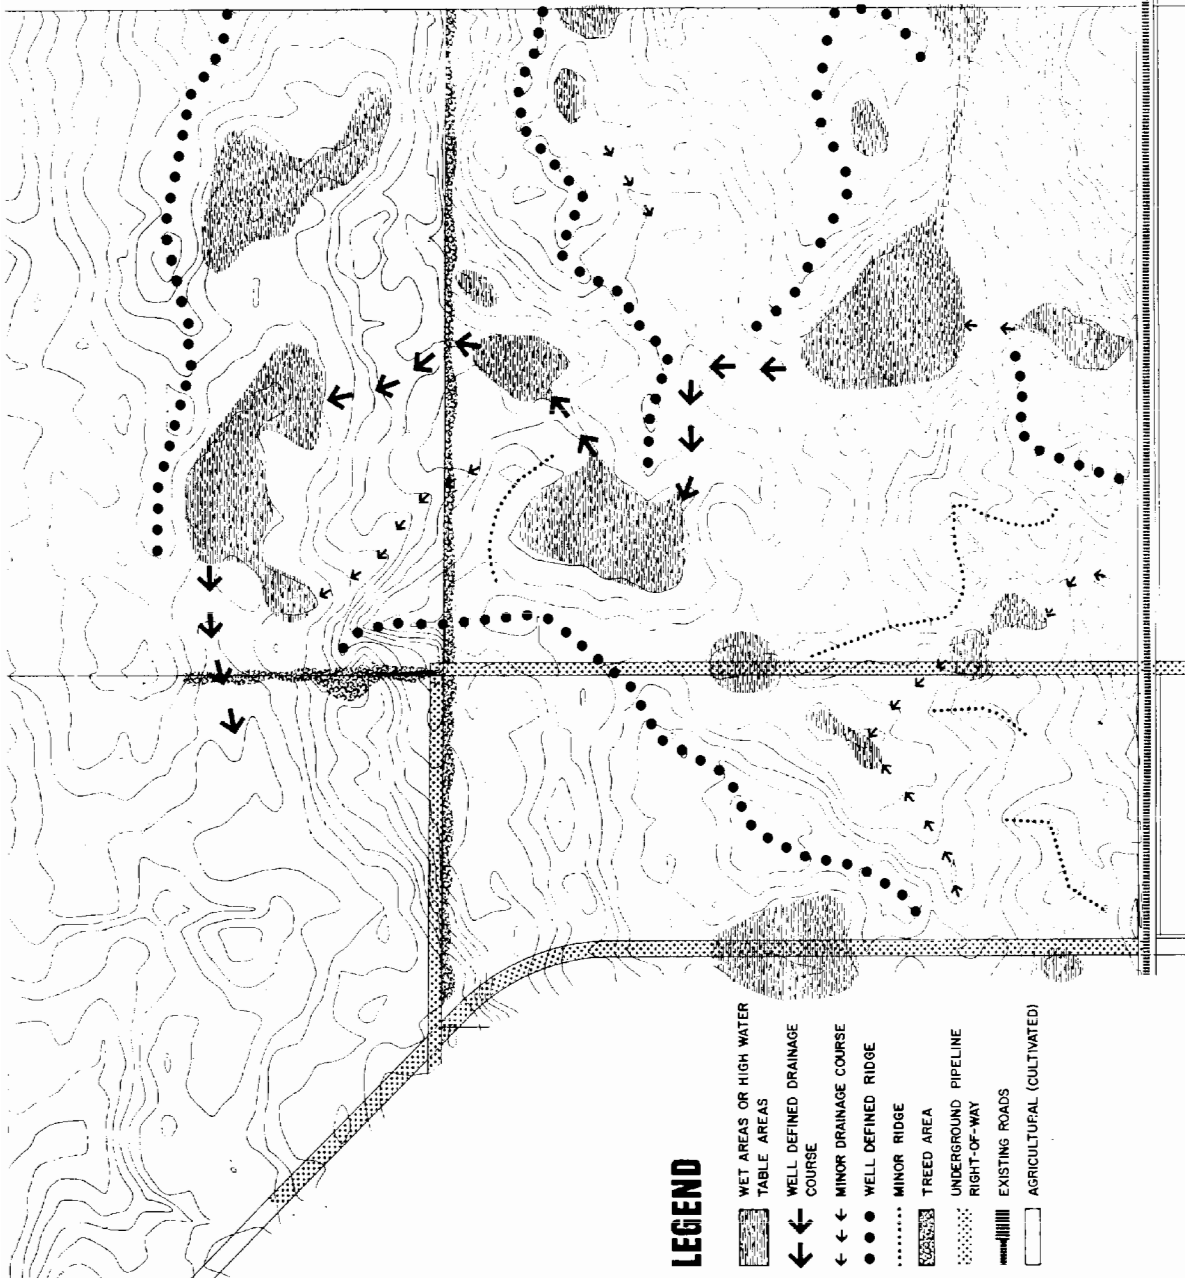 LEGEND
WET AREAS OR HIGH WATER
TABLE AREAS
WELL DEFINED DRAINAGE
COURSE
MINOR DRAINAGE COURSE
WELL DEFINED RIDGE
MINOR RIDGE
TREED AREA
UNDERGROUND PIPELINE
RIGHT-OF-WAY
EXISTING ROADS
AGRICULTURAL (CULTIVATED)